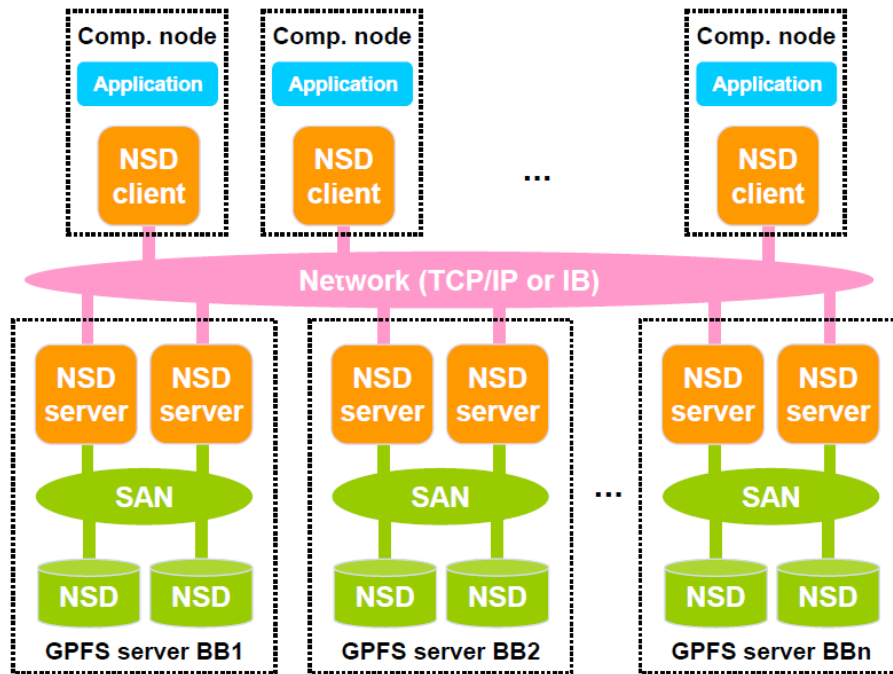 Comp. node
Comp. node
Comp. node
Application
Application
Application
NSD
client
NSD
client
...
NSD
client
Network (TCP/IP or IB)
NSD
server
NSD
server
NSD
server
NSD
server
NSD
server
NSD
server
SAN
SAN
...
SAN
NSD
NSD
NSD
NSD
NSD
NSD
GPFS server BB1
GPFS server BB2
GPFS server BBn